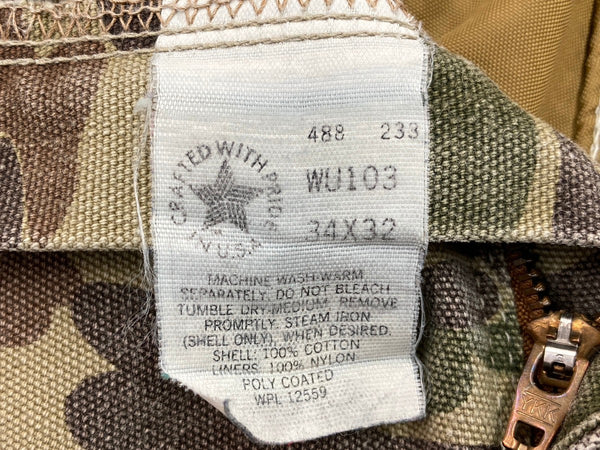 488 233
CRAFTED WITH PRIDE
IN U.S.A.
WU103
34X32
MACHINE WASH WARM
SEPARATELY. DO NOT BLEACH
TUMBLE DRY-MEDIUM. REMOVE
PROMPTLY. STEAM IRON
(SHELL ONLY), WHEN DESIRED.
SHELL: 100% COTTON
LINERS: 100% NYLON
POLY COATED
WPL 12559
YKK